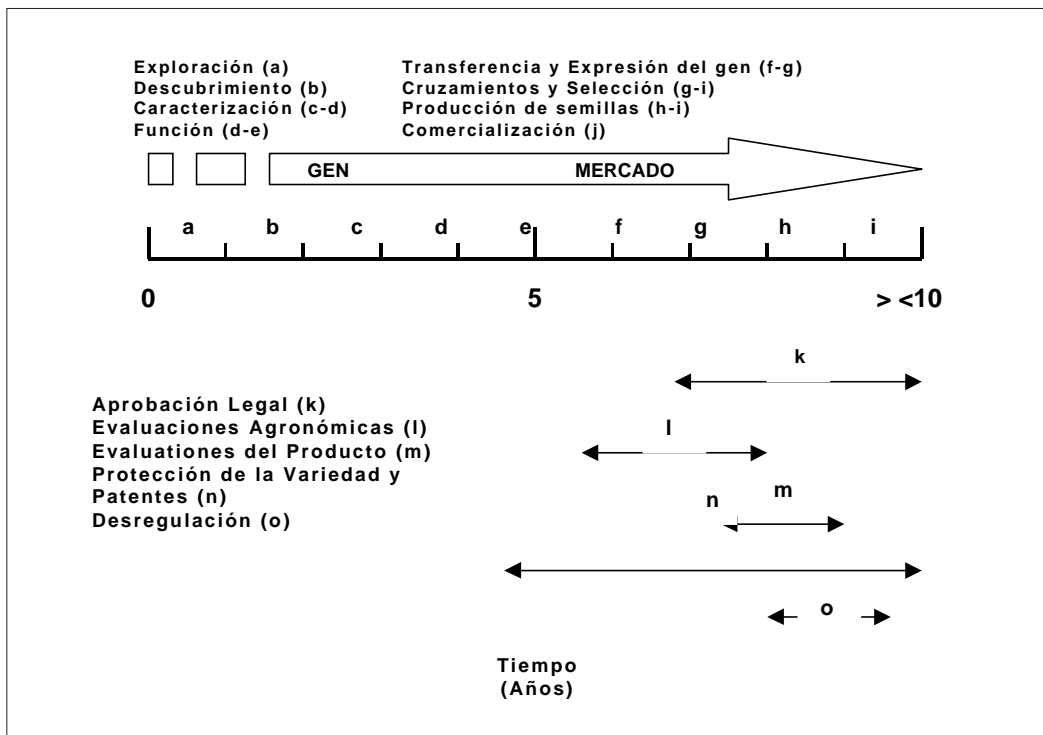 Exploración (a)
Descubrimiento (b)
Caracterización (c-d)
Función (d-e)
Transferencia y Expresión del gen (f-g)
Cruzamientos y Selección (g-i)
Producción de semillas (h-i)
Comercialización (j)
GEN MERCADO
a b c d e f g h i
0 5 > <10
k
Aprobación Legal (k)
Evaluaciones Agronómicas (l)
Evaluationes del Producto (m)
Protección de la Variedad y
Patentes (n)
Desregulación (o)
l
n m
o
Tiempo
(Años)